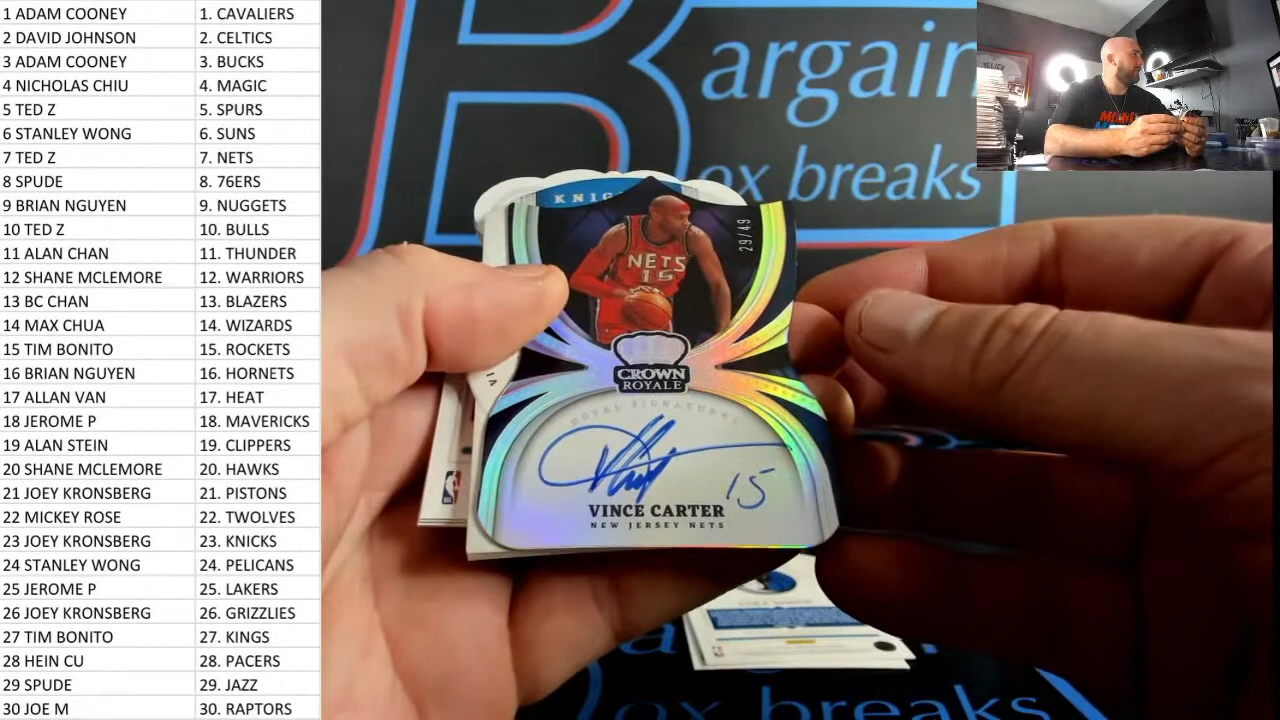 1 ADAM COONEY 1. CAVALIERS
2 DAVID JOHNSON 2. CELTICS
3 ADAM COONEY 3. BUCKS
4 NICHOLAS CHIU 4. MAGIC
5 TED Z 5. SPURS
6 STANLEY WONG 6. SUNS
7 TED Z 7. NETS
8 SPUDE 8. 76ERS
9 BRIAN NGUYEN 9. NUGGETS
10 TED Z 10. BULLS
11 ALAN CHAN 11. THUNDER
12 SHANE MCLEMORE 12. WARRIORS
13 BC CHAN 13. BLAZERS
14 MAX CHUA 14. WIZARDS
15 TIM BONITO 15. ROCKETS
16 BRIAN NGUYEN 16. HORNETS
17 ALLAN VAN 17. HEAT
18 JEROME P 18. MAVERICKS
19 ALAN STEIN 19. CLIPPERS
20 SHANE MCLEMORE 20. HAWKS
21 JOEY KRONSBERG 21. PISTONS
22 MICKEY ROSE 22. TWOLVES
23 JOEY KRONSBERG 23. KNICKS
24 STANLEY WONG 24. PELICANS
25 JEROME P 25. LAKERS
26 JOEY KRONSBERG 26. GRIZZLIES
27 TIM BONITO 27. KINGS
28 HEIN CU 28. PACERS
29 SPUDE 29. JAZZ
30 JOE M 30. RAPTORS
Bargain
ox breaks
KNIC
29/49
NETS
15
CROWN
ROYALE
ROYAL SIGNATURES
15
VINCE CARTER
NEW JERSEY NETS
breaks